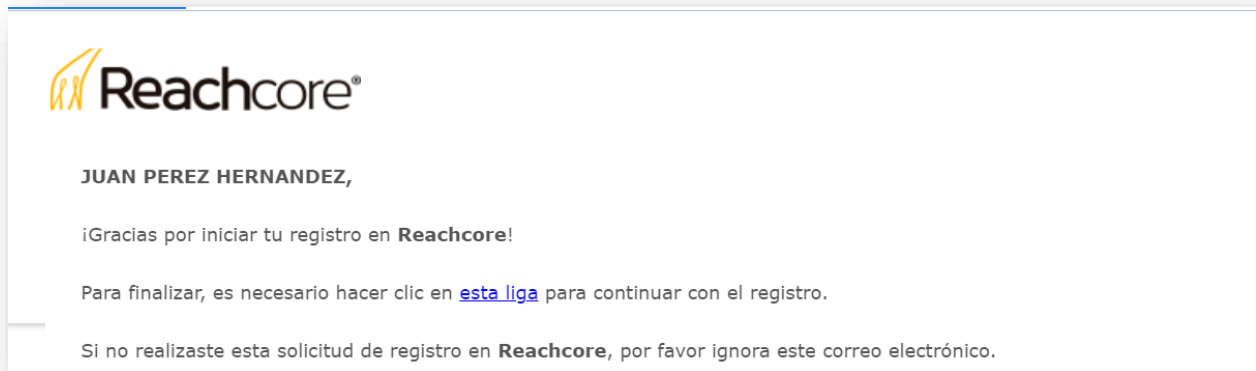 Reachcore®
JUAN PEREZ HERNANDEZ,
¡Gracias por iniciar tu registro en Reachcore!
Para finalizar, es necesario hacer clic en esta liga para continuar con el registro.
Si no realizaste esta solicitud de registro en Reachcore, por favor ignora este correo electrónico.